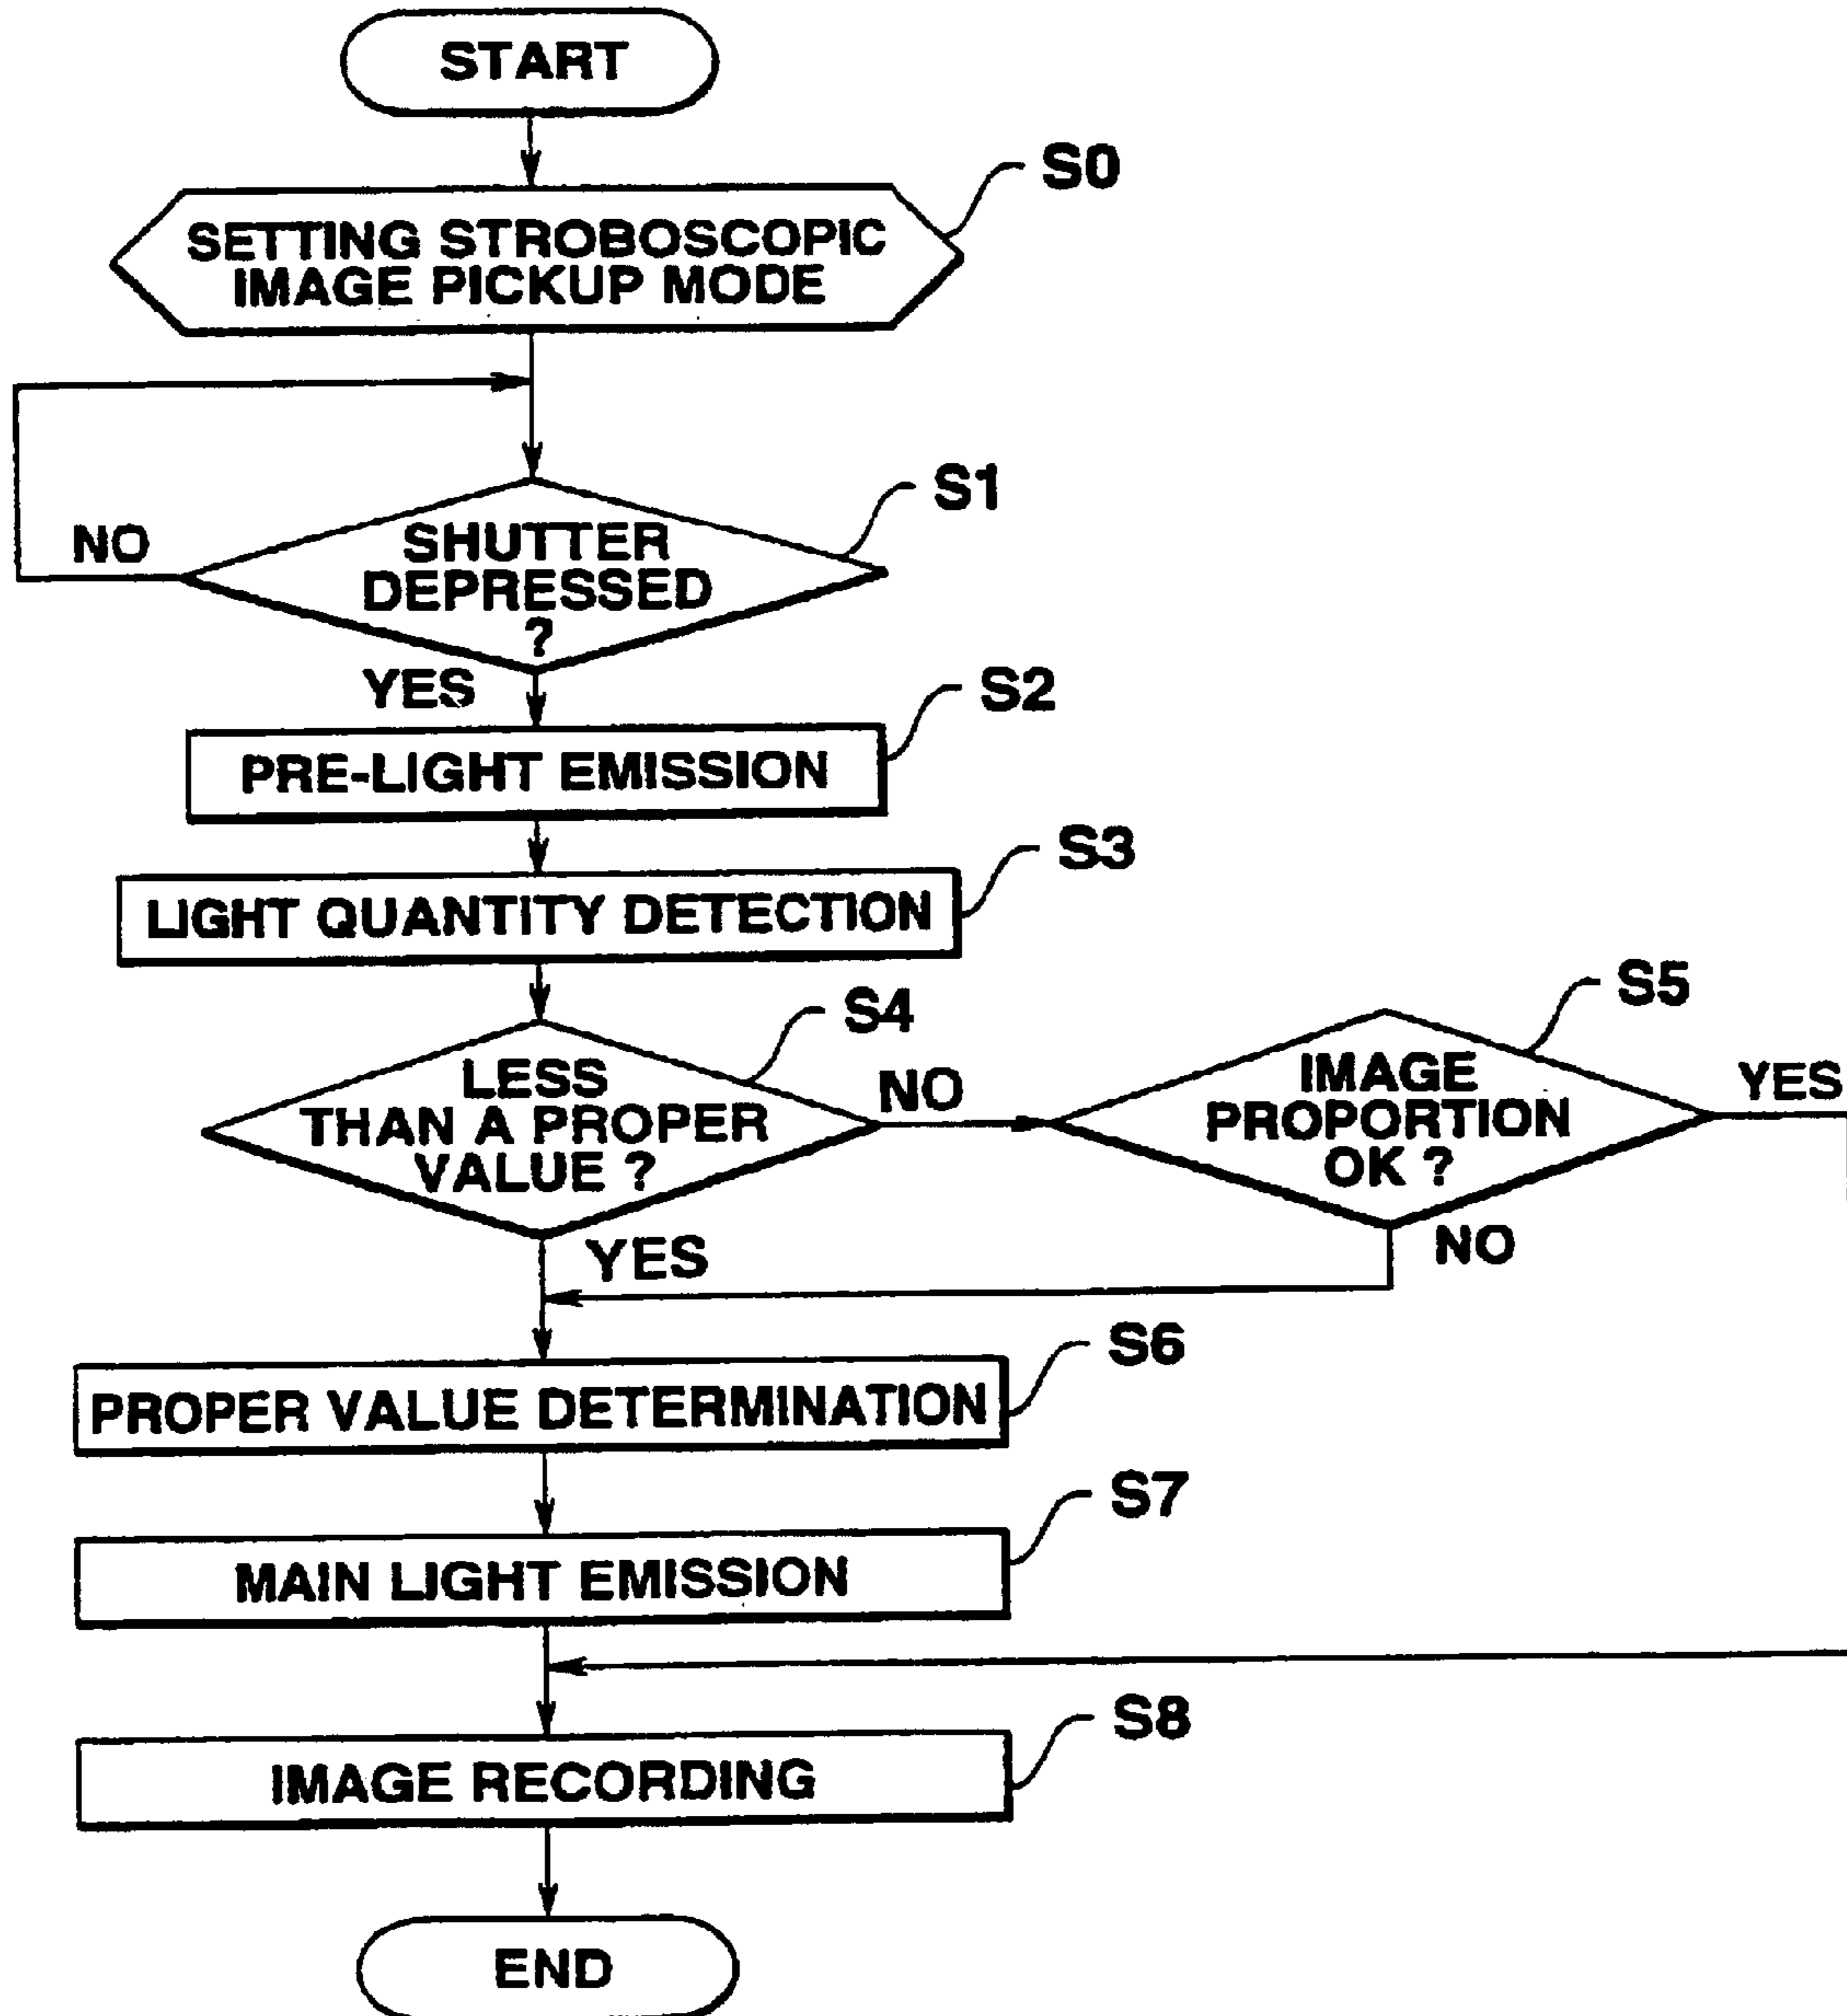 START
S0
SETTING STROBOSCOPIC
IMAGE PICKUP MODE
S1
NO
SHUTTER
DEPRESSED
?
YES
S2
PRE-LIGHT EMISSION
S3
LIGHT QUANTITY DETECTION
S4
LESS
THAN A PROPER
VALUE ?
NO
S5
IMAGE
PROPORTION
OK ?
YES
YES
NO
S6
PROPER VALUE DETERMINATION
S7
MAIN LIGHT EMISSION
S8
IMAGE RECORDING
END